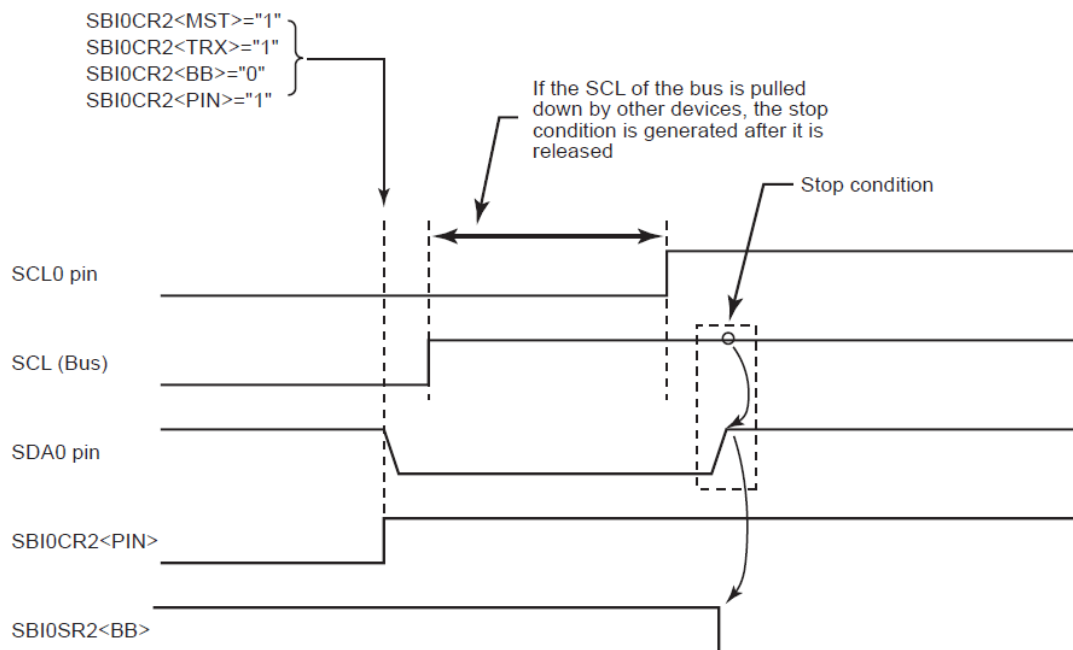 SBI0CR2<MST>="1"
SBI0CR2<TRX>="1"
SBI0CR2<BB>="0"
SBI0CR2<PIN>="1"
If the SCL of the bus is pulled
down by other devices, the stop
condition is generated after it is
released
Stop condition
SCL0 pin
SCL (Bus)
SDA0 pin
SBI0CR2<PIN>
SBI0SR2<BB>